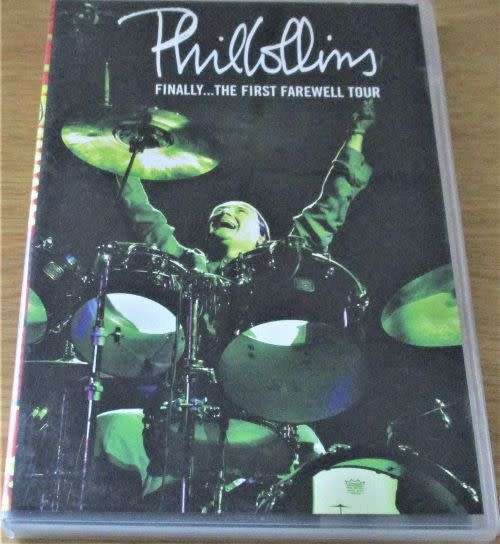 Phil Collins
FINALLY...THE FIRST FAREWELL TOUR